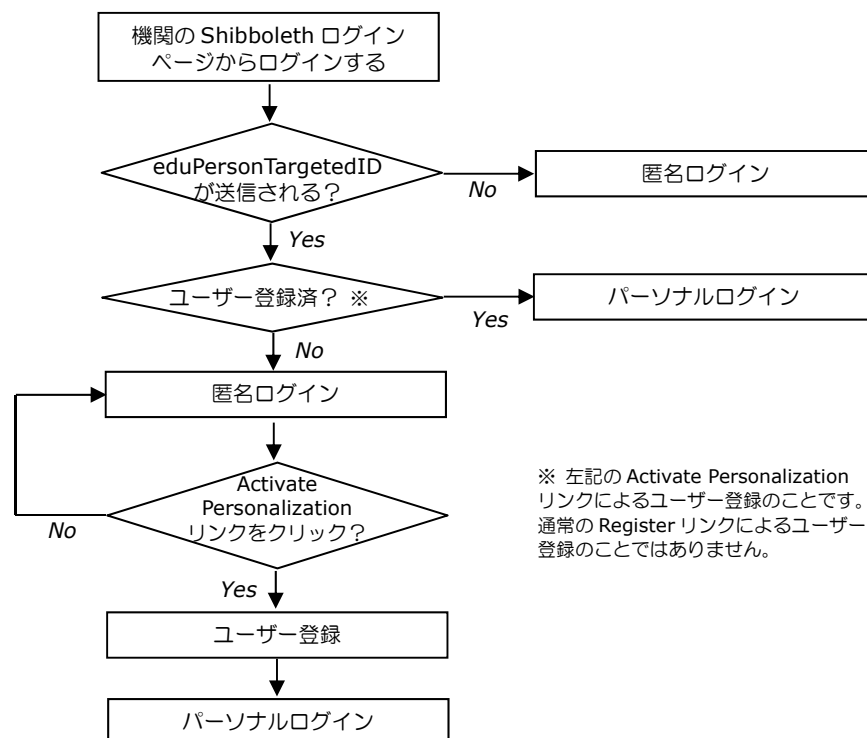 機関の Shibboleth ログイン
ページからログインする
eduPersonTargetedID
が送信される？
No
匿名ログイン
Yes
ユーザー登録済？ ※
Yes
パーソナルログイン
No
匿名ログイン
Activate
Personalization
リンクをクリック？
No
※ 左記の Activate Personalization
リンクによるユーザー登録のことです。
通常の Register リンクによるユーザー
登録のことではありません。
Yes
ユーザー登録
パーソナルログイン